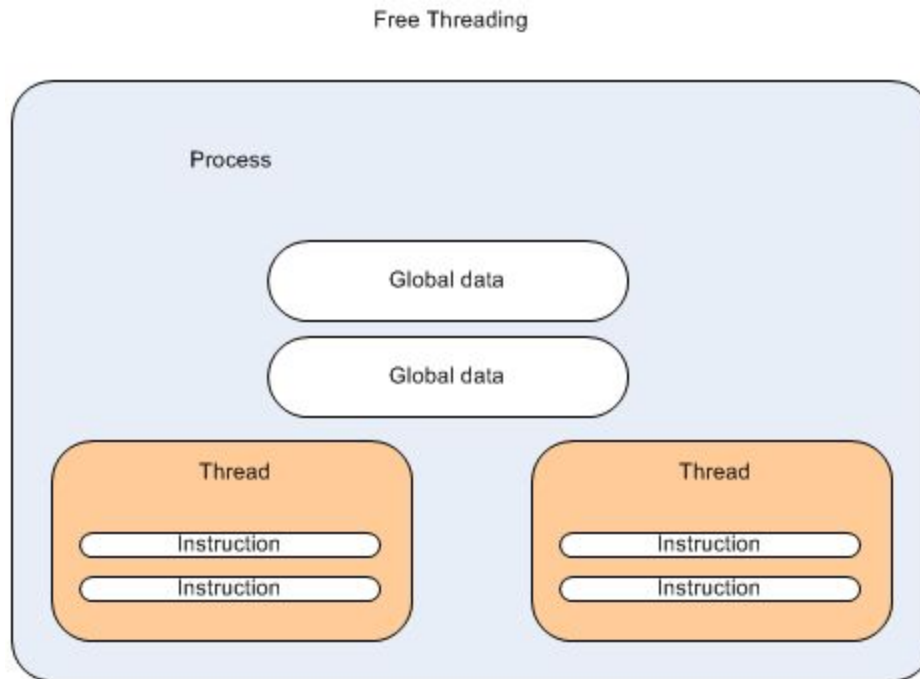 Free Threading
Process
Global data
Global data
Thread
Instruction
Instruction
Thread
Instruction
Instruction